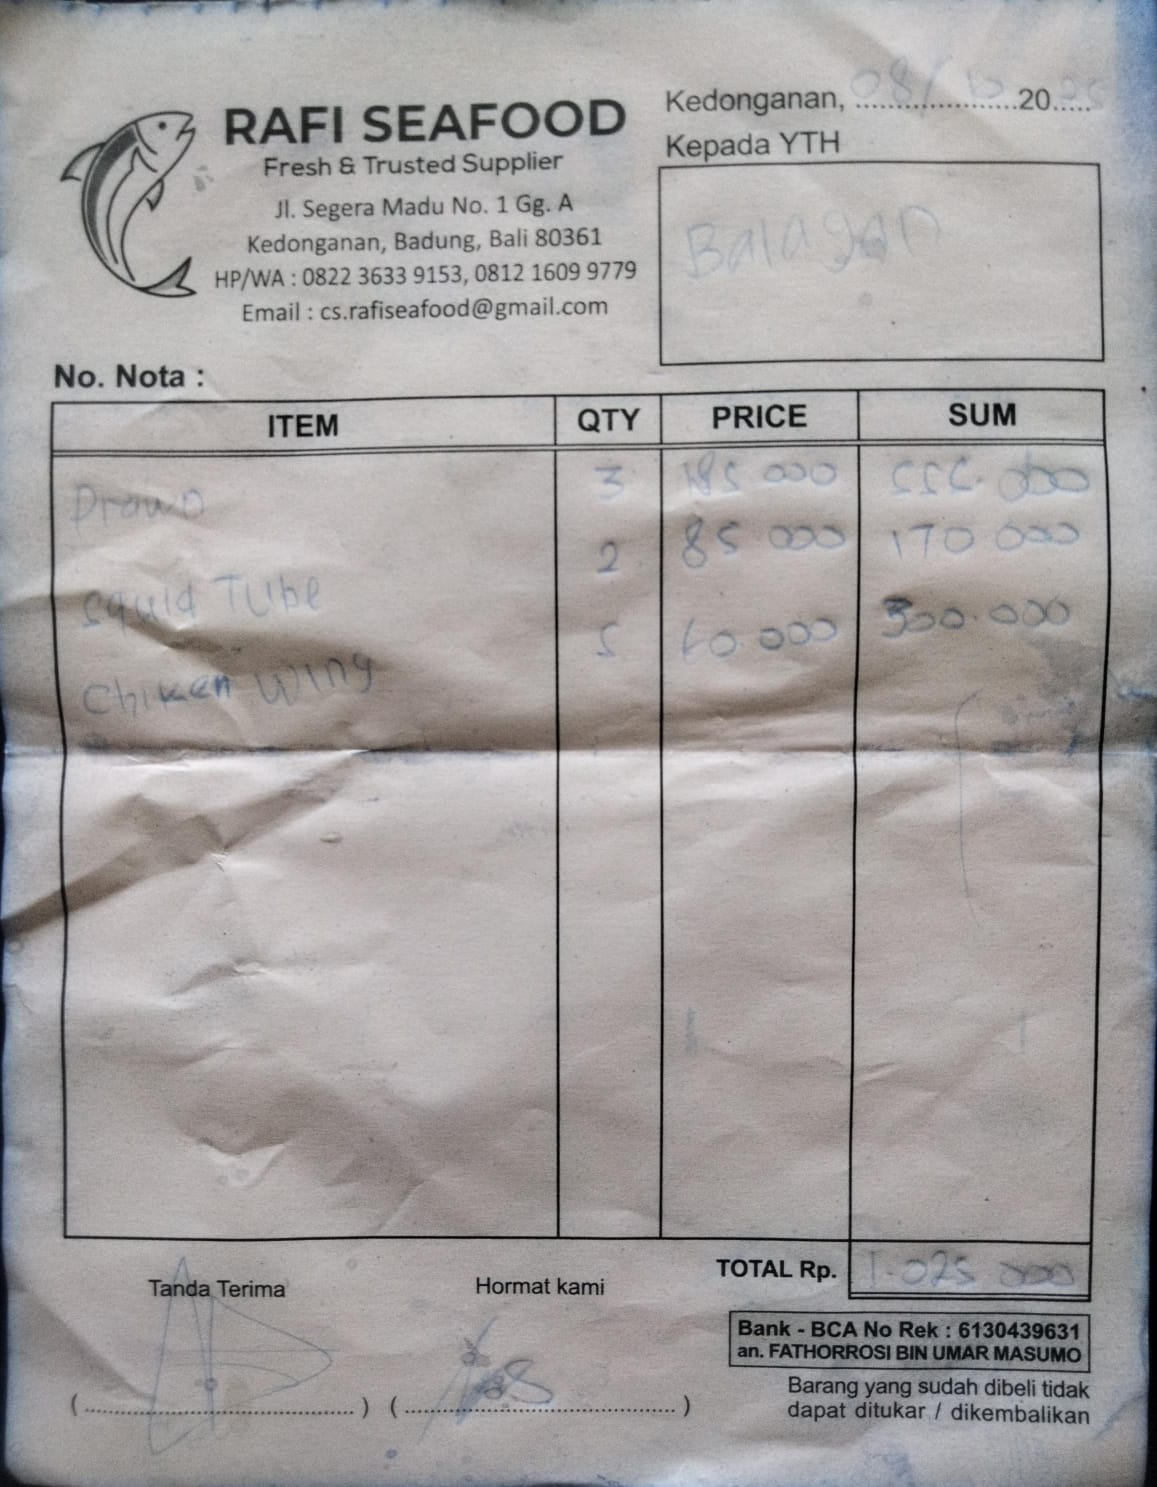 RAFI SEAFOOD
Fresh & Trusted Supplier
Jl. Segera Madu No. 1 Gg. A
Kedonganan, Badung, Bali 80361
HP/WA : 0822 3633 9153, 0812 1609 9779
Email : cs.rafiseafood@gmail.com
Kedonganan, 08/ 20 25
Kepada YTH
Balagan
No. Nota :
ITEM QTY PRICE SUM
Prawn 3 185 000 555.000
Squid Tube 2 85 000 170 000
Chiken Wing 5 60.000 300.000
TOTAL Rp. 1.025 000
Tanda Terima Hormat kami
Bank - BCA No Rek : 6130439631
an. FATHORROSI BIN UMAR MASUMO
Barang yang sudah dibeli tidak
dapat ditukar / dikembalikan